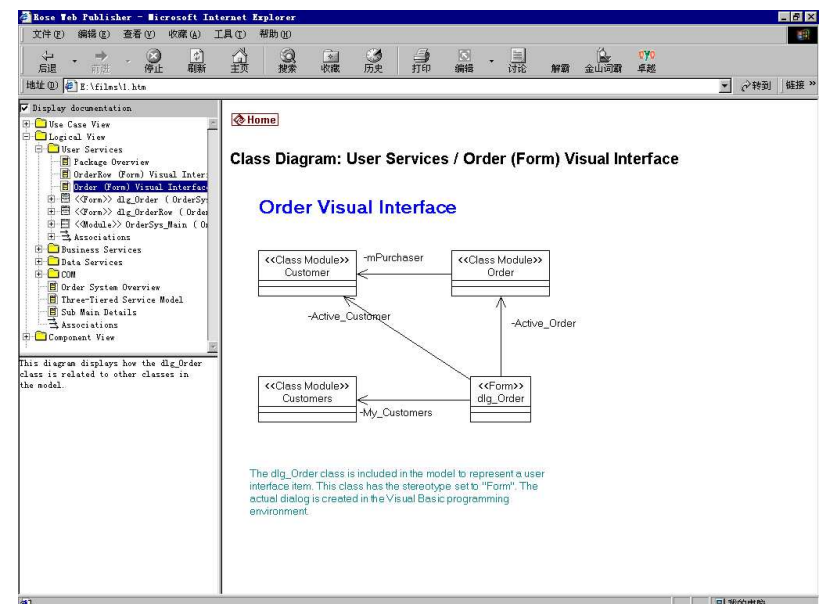 Rose Web Publisher - Microsoft Internet Explorer
文件(F) 编辑(E) 查看(V) 收藏(A) 工具(T) 帮助(H)
后退 前进 停止 刷新 主页 搜索 收藏 历史 打印 编辑 讨论 解霸 金山词霸 卓越
地址(D) E:\films\1.htm 转到 链接 »
Display documentation
Use Case View
Logical View
User Services
Package Overview
OrderRow (Form) Visual Inter
Order (Form) Visual Interfac
<<Form>> dlg_Order ( OrderSy
<<Form>> dlg_OrderRow ( Order
<<Module>> OrderSys_Main ( Or
Associations
Business Services
Data Services
COM
Order System Overview
Three-Tiered Service Model
Sub Main Details
Associations
Component View
This diagram displays how the dlg_Order
class is related to other classes in
the model.
Home
Class Diagram: User Services / Order (Form) Visual Interface
Order Visual Interface
<<Class Module>>
Customer
-mPurchaser
<<Class Module>>
Order
-Active_Customer
-Active_Order
<<Class Module>>
Customers
-My_Customers
<<Form>>
dlg_Order
The dlg_Order class is included in the model to represent a user
interface item. This class has the stereotype set to "Form". The
actual dialog is created in the Visual Basic programming
environment.
我的电脑